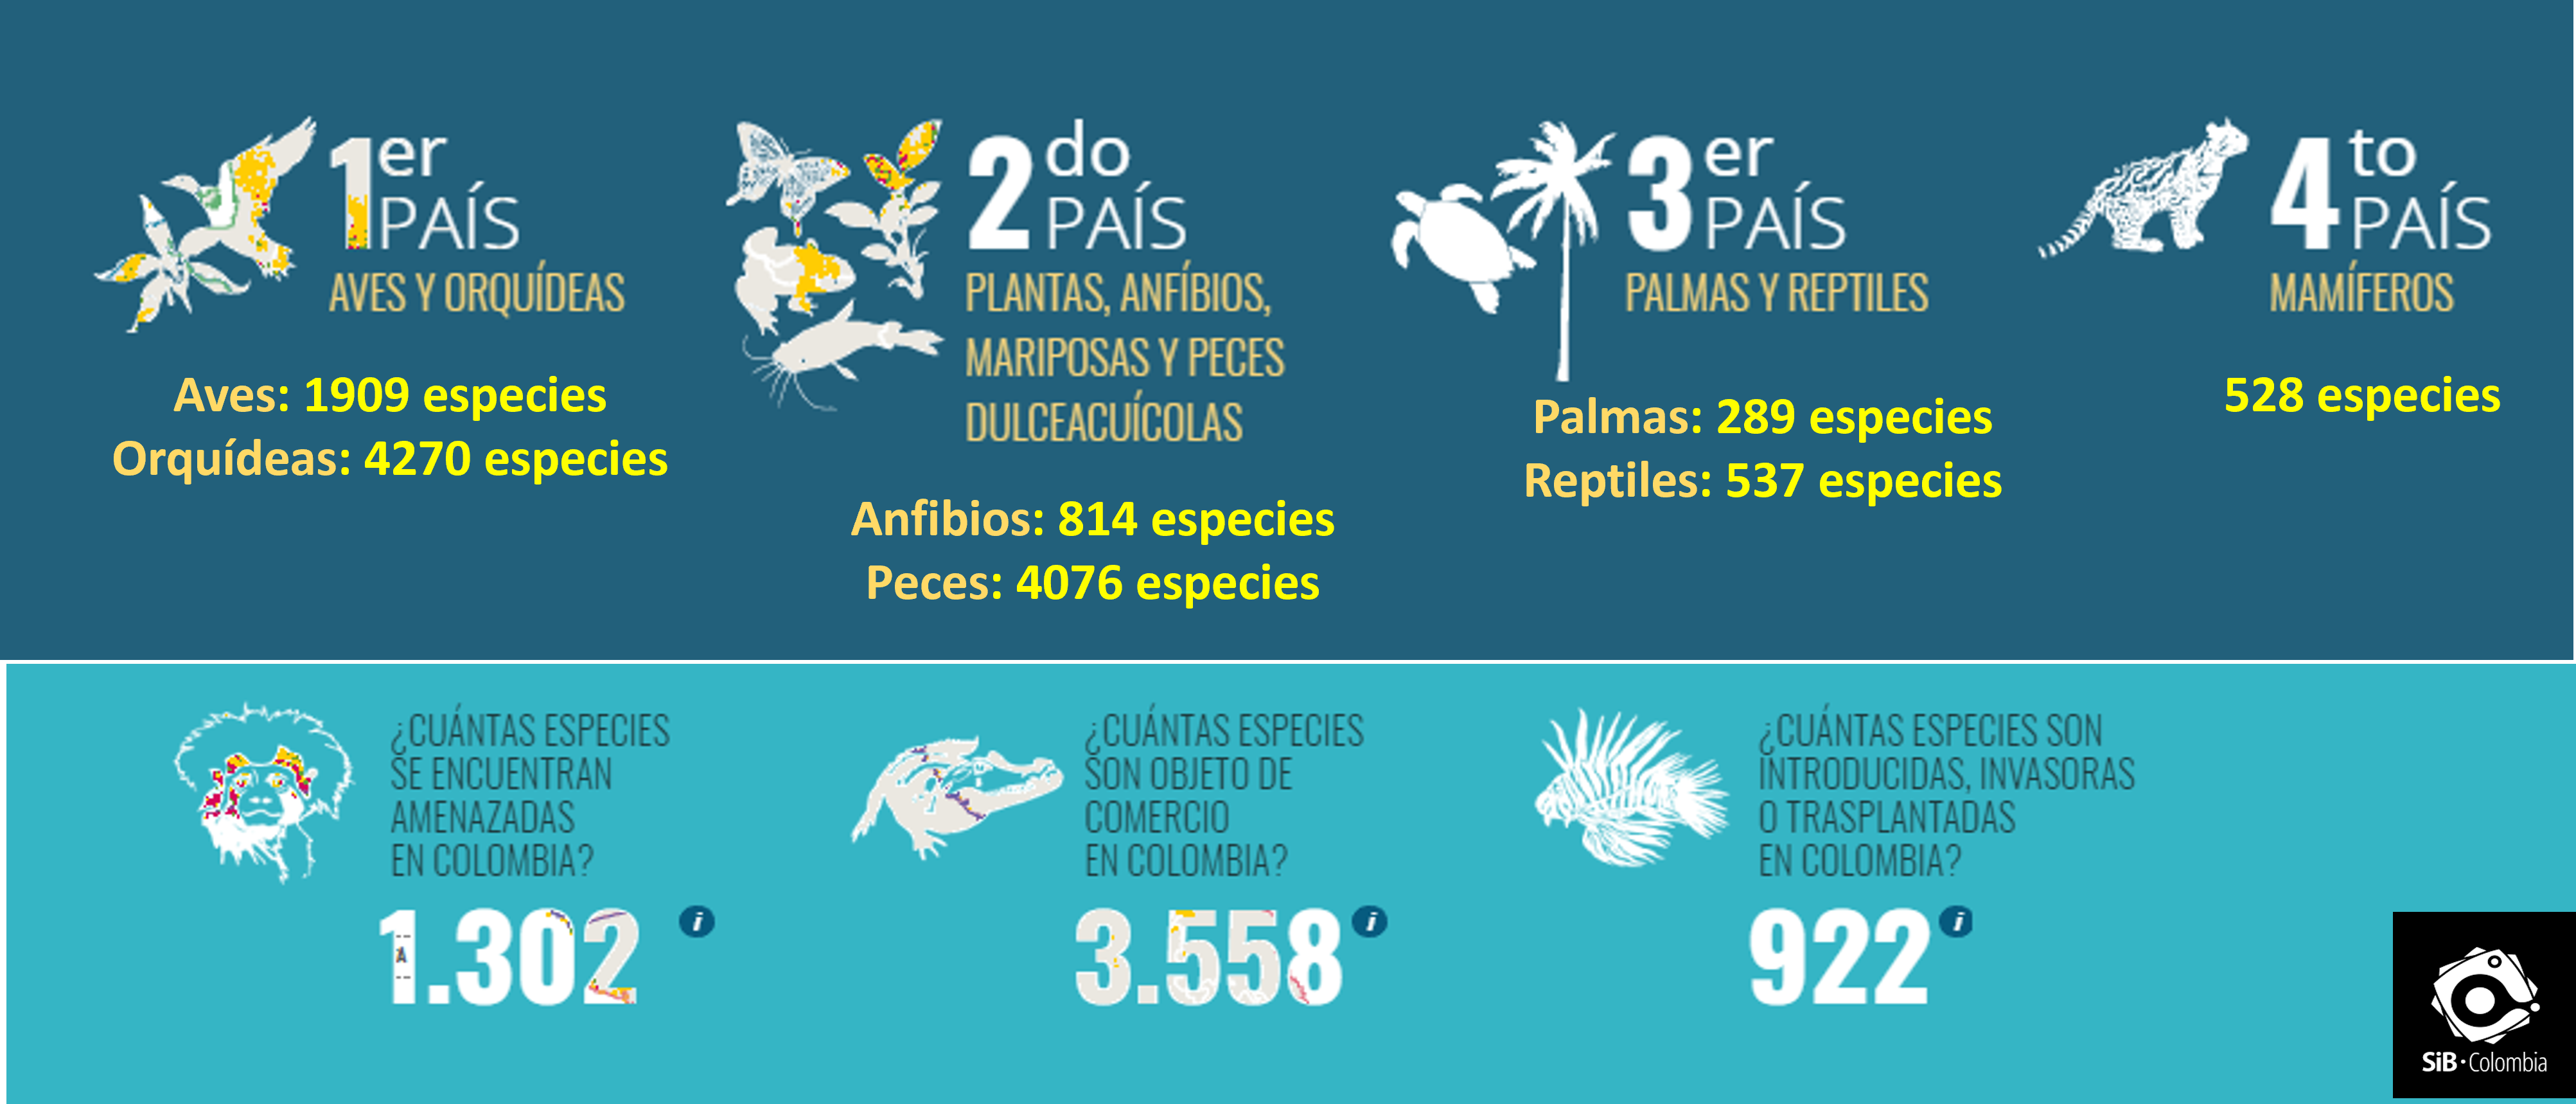 1er
PAÍS
AVES Y ORQUÍDEAS
Aves: 1909 especies
Orquídeas: 4270 especies
2do
PAÍS
PLANTAS, ANFÍBIOS,
MARIPOSAS Y PECES
DULCEACUÍCOLAS
Anfibios: 814 especies
Peces: 4076 especies
3er
PAÍS
PALMAS Y REPTILES
Palmas: 289 especies
Reptiles: 537 especies
4to
PAÍS
MAMÍFEROS
528 especies
¿CUÁNTAS ESPECIES
SE ENCUENTRAN
AMENAZADAS
EN COLOMBIA?
1.302 i
¿CUÁNTAS ESPECIES
SON OBJETO DE
COMERCIO
EN COLOMBIA?
3.558 i
¿CUÁNTAS ESPECIES SON
INTRODUCIDAS, INVASORAS
O TRASPLANTADAS
EN COLOMBIA?
922 i
SiB·Colombia